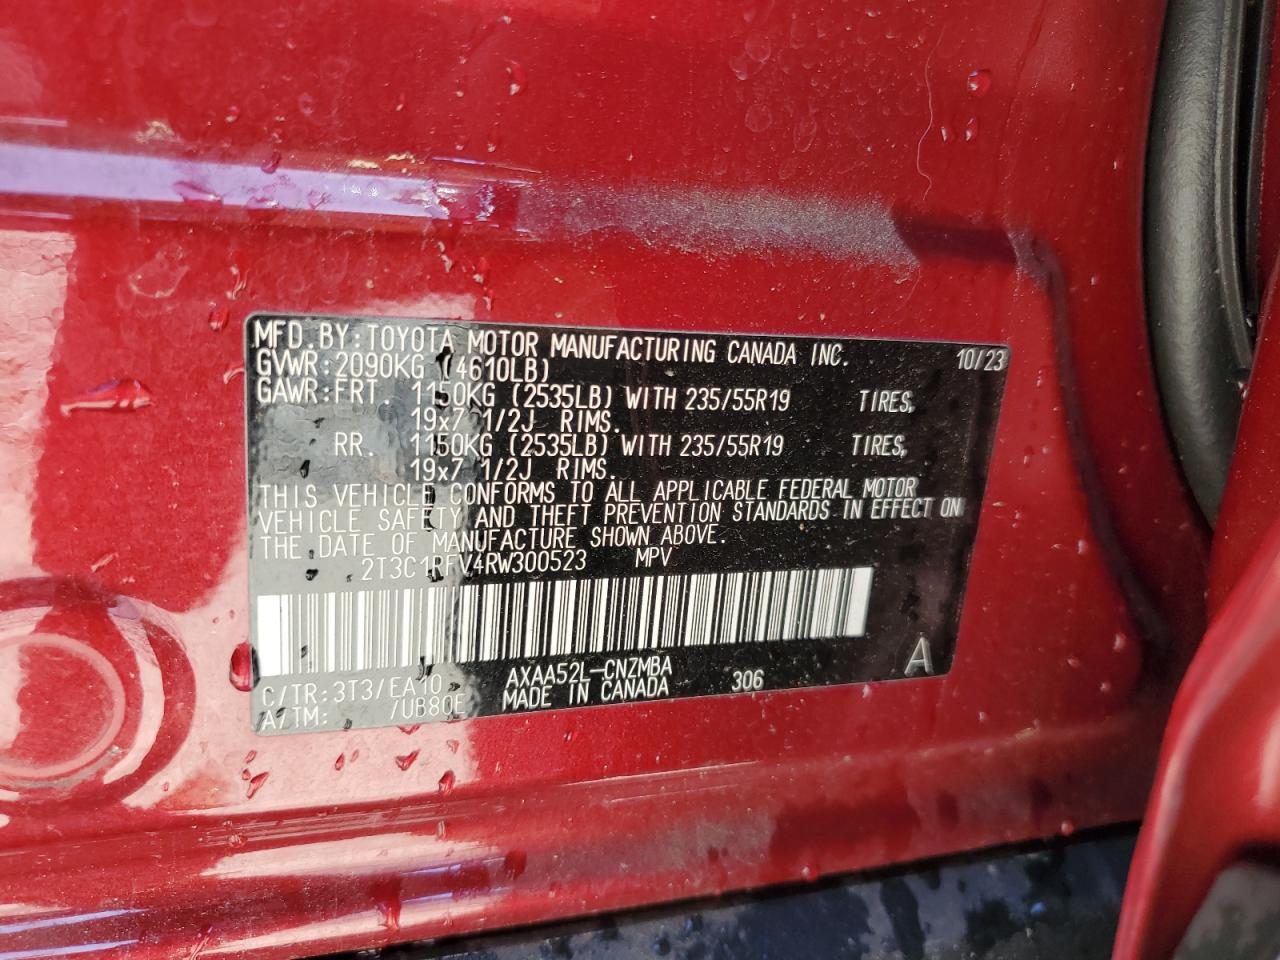 MFD. BY: TOYOTA MOTOR MANUFACTURING CANADA INC. 10/23
GVWR: 2090KG (4610LB)
GAWR: FRT. 1150KG (2535LB) WITH 235/55R19 TIRES,
19x7 1/2J RIMS.
RR. 1150KG (2535LB) WITH 235/55R19 TIRES,
19x7 1/2J RIMS.
THIS VEHICLE CONFORMS TO ALL APPLICABLE FEDERAL MOTOR
VEHICLE SAFETY AND THEFT PREVENTION STANDARDS IN EFFECT ON
THE DATE OF MANUFACTURE SHOWN ABOVE.
2T3C1RFV4RW300523 MPV
C/TR: 3T3/EA10 AXAA52L-CNZMBA 306 A
A/TM: /UB80E MADE IN CANADA